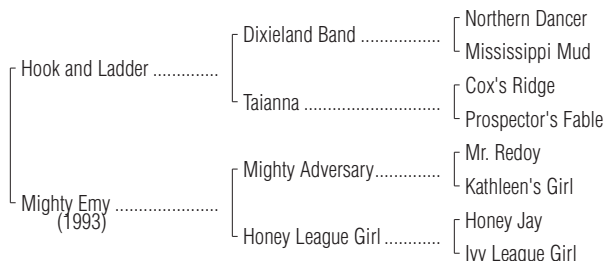 Northern Dancer
Dixieland Band ..................
Mississippi Mud
Hook and Ladder ..............
Cox's Ridge
Taianna ..............................
Prospector's Fable
Mr. Redoy
Mighty Adversary..............
Kathleen's Girl
Mighty Emy ......................
(1993)
Honey Jay
Honey League Girl ............
Ivy League Girl